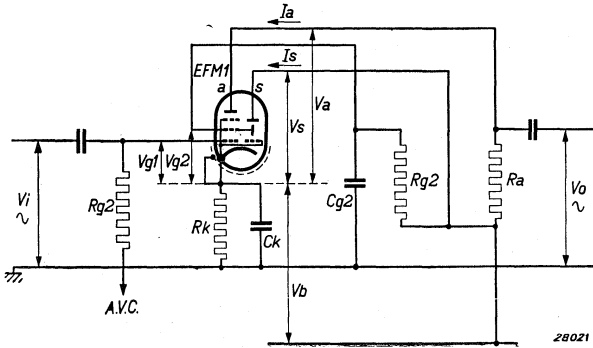 Ia
Is
EFM1
a
s
Va
Vs
Vg1
Vg2
Vi
~
Rg2
Rk
Ck
Cg2
Rg2
Ra
Vo
~
Vb
A.V.C.
28021